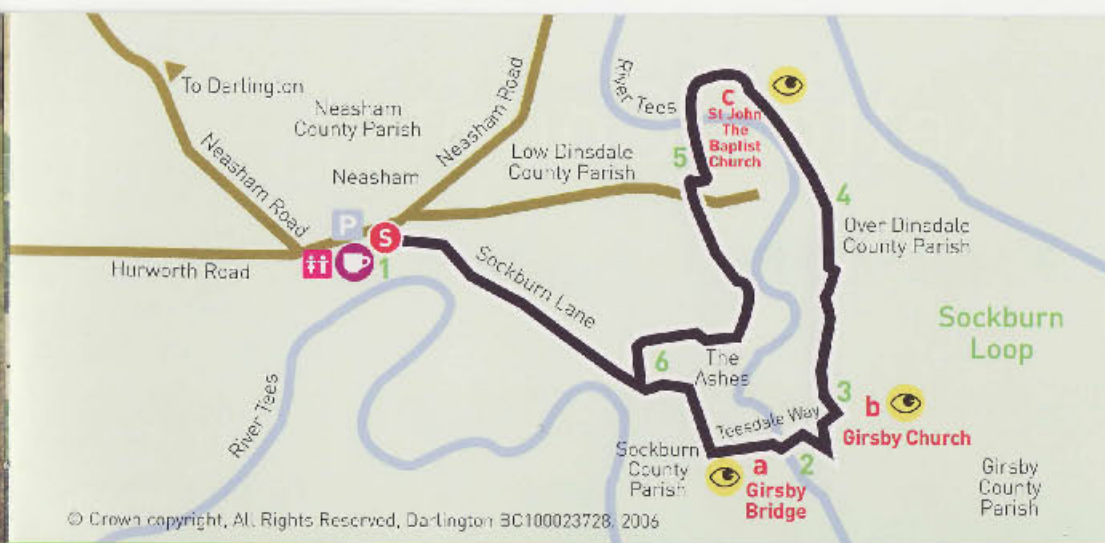 To Darlington
Neasham
County Parish
Neasham Road
Neasham Road
Neasham
Low Dinsdale
County Parish
River Tees
c
St John
The
Baptist
Church
5
4
Over Dinsdale
County Parish
P
S
1
Hurworth Road
Sockburn Lane
Sockburn
Loop
6
The
Ashes
River Tees
3
b
Girsby Church
Teesdale Way
Sockburn
County
Parish
a
Girsby
Bridge
2
Girsby
County
Parish
© Crown copyright, All Rights Reserved, Darlington BC100023728, 2006